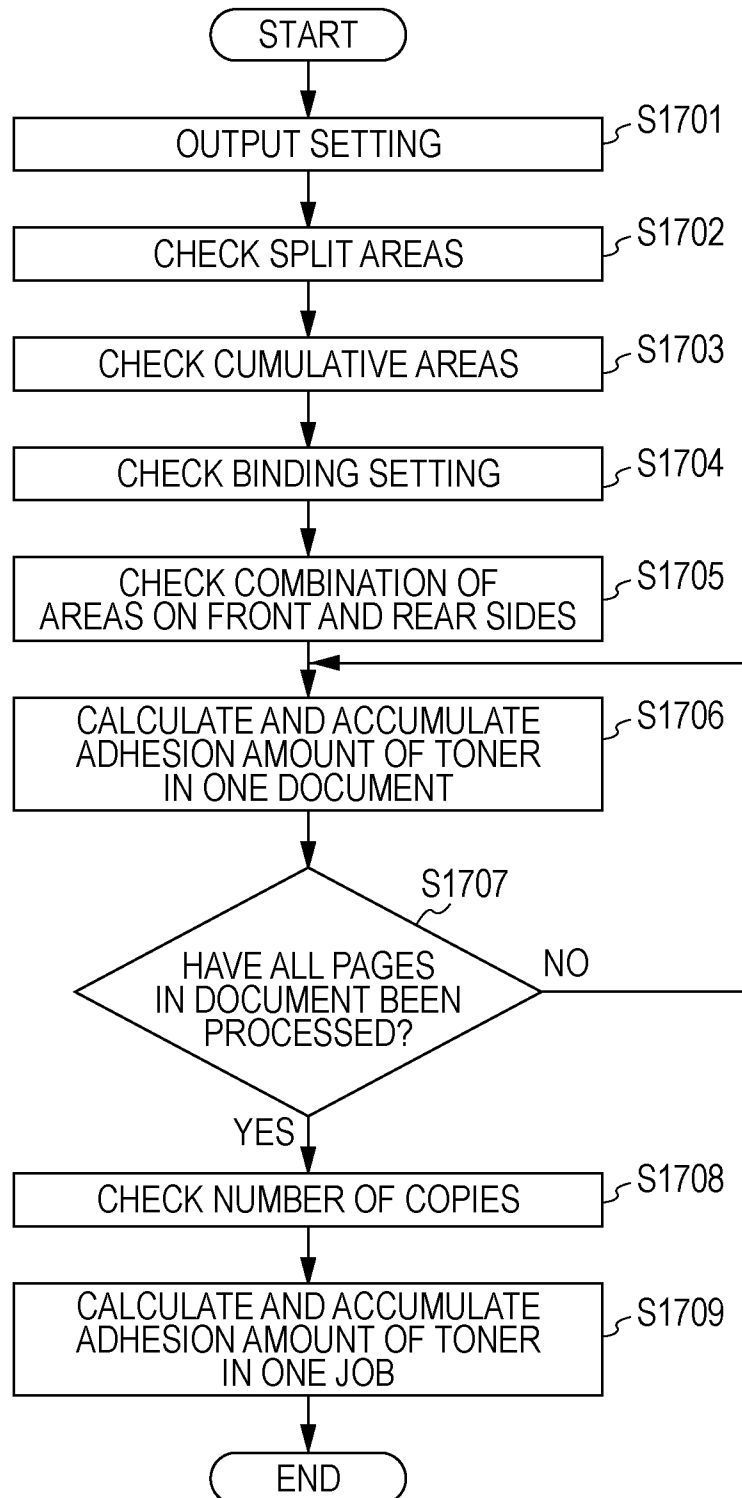 START
OUTPUT SETTING
S1701
CHECK SPLIT AREAS
S1702
CHECK CUMULATIVE AREAS
S1703
CHECK BINDING SETTING
S1704
CHECK COMBINATION OF
AREAS ON FRONT AND REAR SIDES
S1705
CALCULATE AND ACCUMULATE
ADHESION AMOUNT OF TONER
IN ONE DOCUMENT
S1706
S1707
HAVE ALL PAGES
IN DOCUMENT BEEN
PROCESSED?
NO
YES
CHECK NUMBER OF COPIES
S1708
CALCULATE AND ACCUMULATE
ADHESION AMOUNT OF TONER
IN ONE JOB
S1709
END